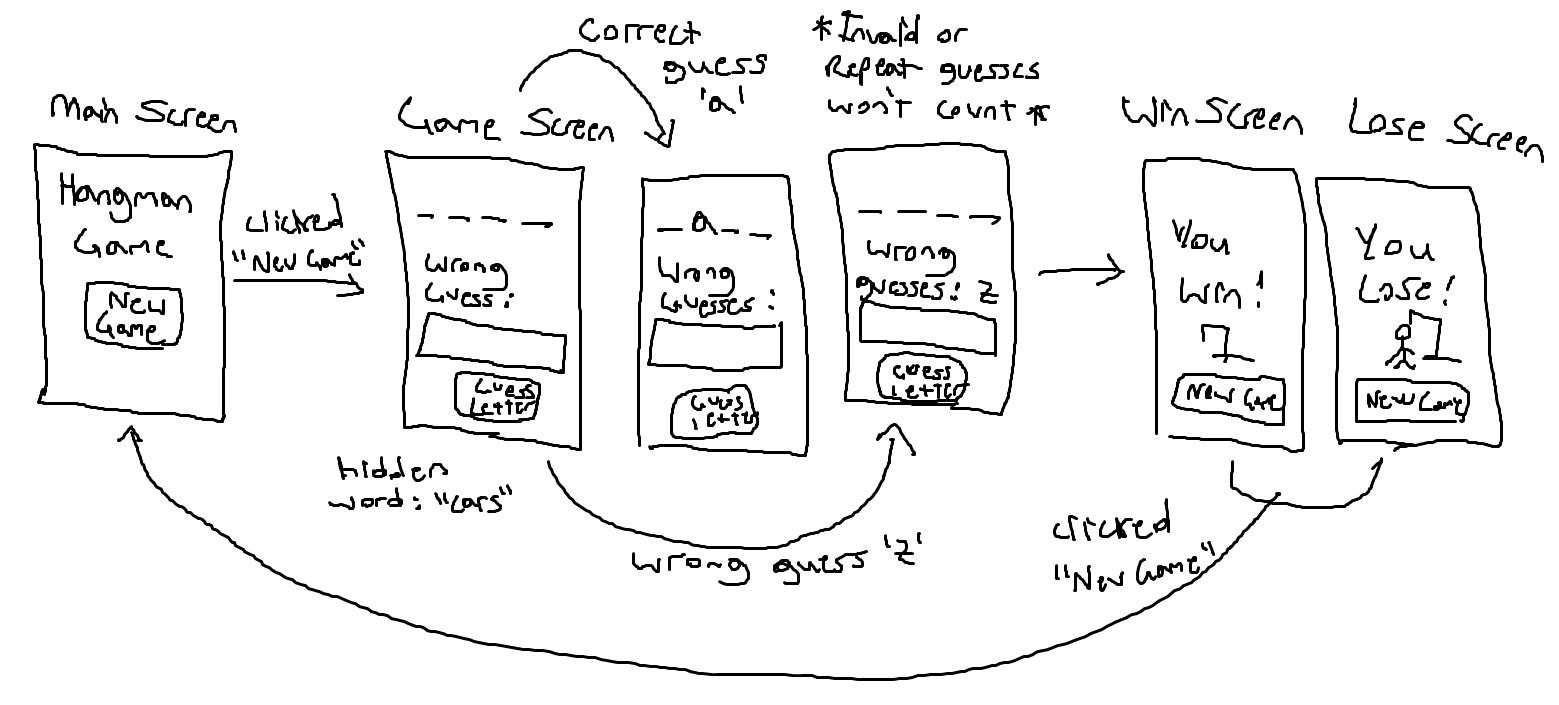 Main Screen
Hangman
Game
New
Game
clicked
"New Game"
Game Screen
_ _ _ _
Wrong
Guess:
Guess
Letter
hidden
word: "cars"
Correct
guess
'a'
_ a _ _
Wrong
Guesses:
Guess
Letter
*Invalid or
Repeat guesses
won't count*
_ _ _ _
Wrong
guesses: z
Guess
Letter
wrong guess 'z'
Win Screen
You
Win!
New Game
Lose Screen
You
Lose!
New Game
clicked
"New Game"